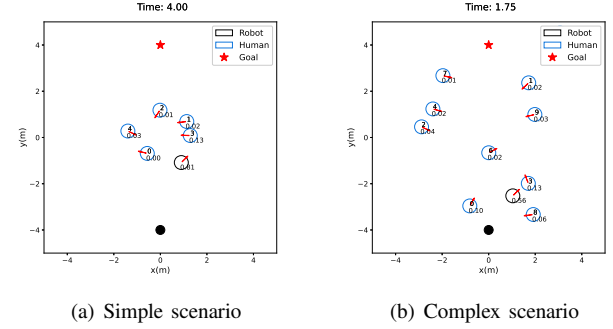 Time: 4.00
Robot
Human
Goal
4
2
0
−2
−4
y(m)
2
0.01
1
0.02
3
0.13
4
0.03
0
0.00
0.81
−4 −2 0 2 4
x(m)
(a) Simple scenario
Time: 1.75
Robot
Human
Goal
4
2
0
−2
−4
y(m)
7
0.01
1
0.02
4
0.02
9
0.03
2
0.04
6
0.02
3
0.13
0.56
0.10
8
0.06
−4 −2 0 2 4
x(m)
(b) Complex scenario